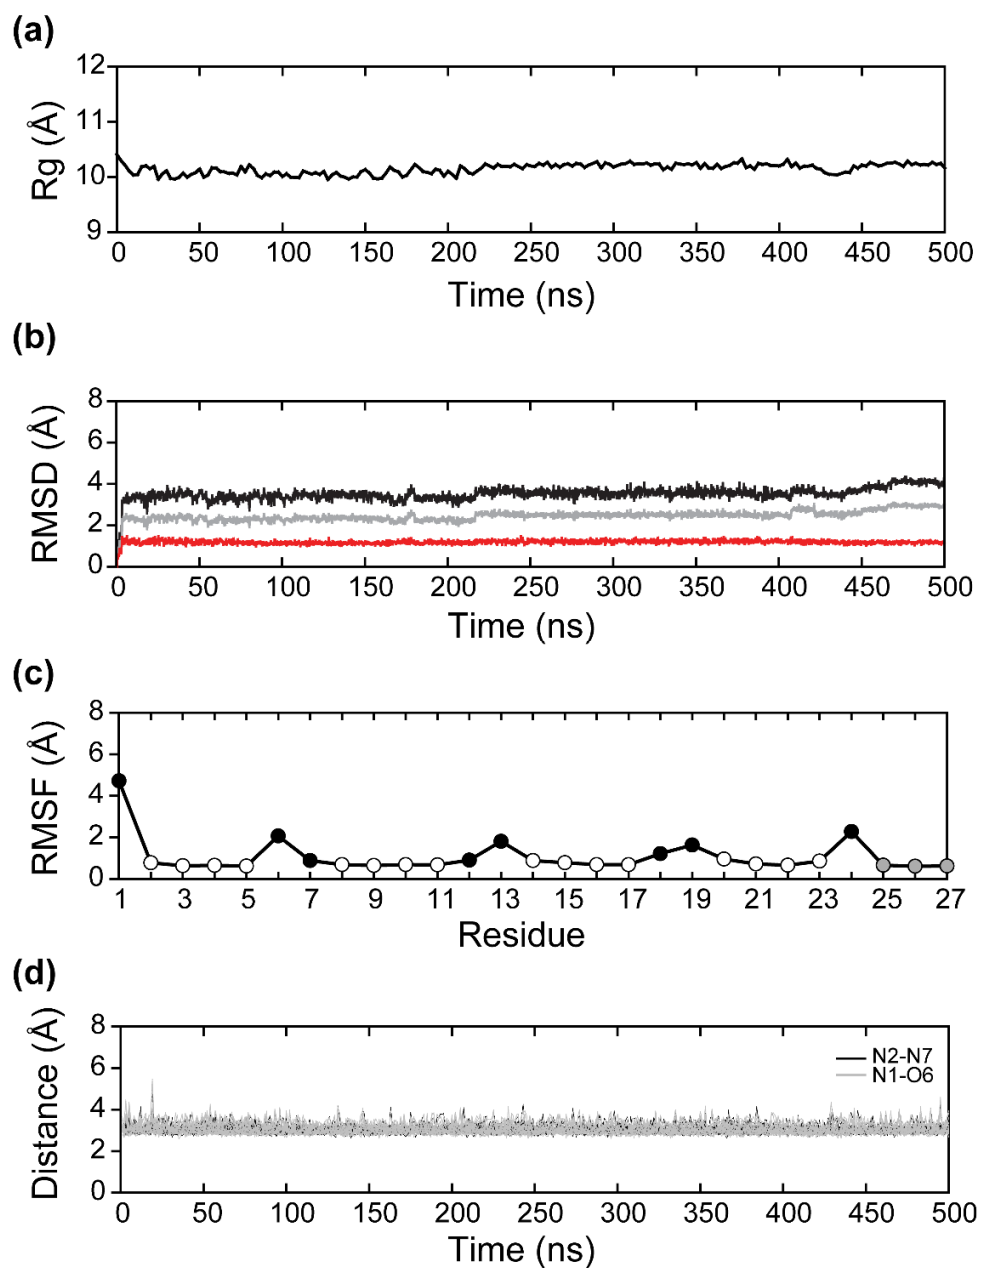 (a)
12
11
10
9
Rg (Å)
0 50 100 150 200 250 300 350 400 450 500
Time (ns)
(b)
8
6
4
2
0
RMSD (Å)
0 50 100 150 200 250 300 350 400 450 500
Time (ns)
(c)
8
6
4
2
0
RMSF (Å)
1 3 5 7 9 11 13 15 17 19 21 23 25 27
Residue
(d)
8
6
4
2
0
Distance (Å)
N2-N7
N1-O6
0 50 100 150 200 250 300 350 400 450 500
Time (ns)